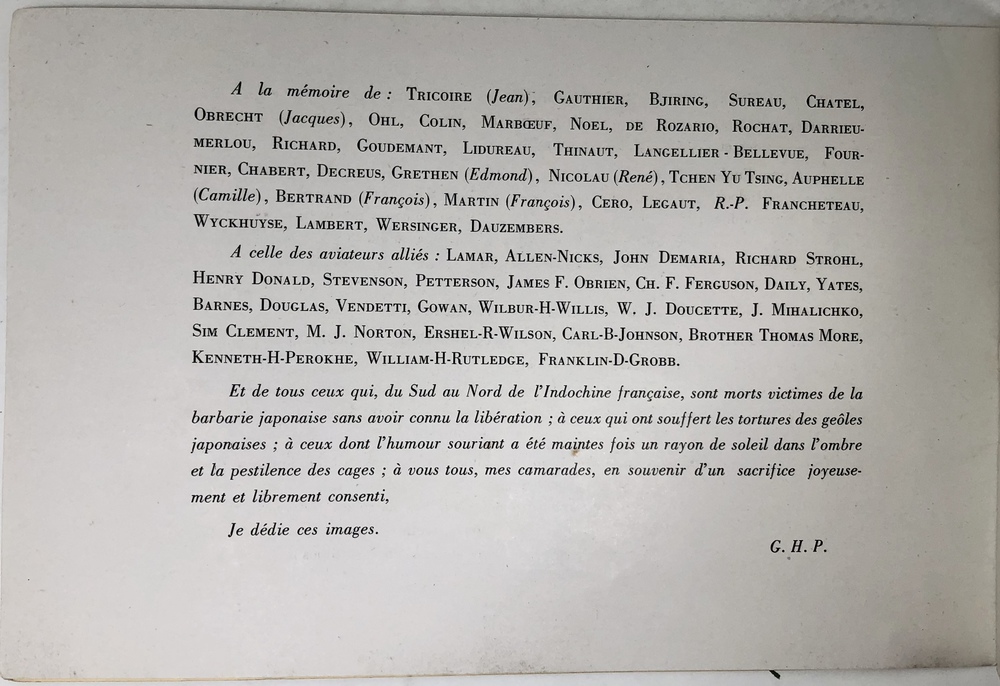 A la mémoire de : TRICOIRE (Jean), GAUTHIER, BJIRING, SUREAU, CHATEL,
OBRECHT (Jacques), OHL, COLIN, MARBŒUF, NOEL, DE ROZARIO, ROCHAT, DARRIEU-
MERLOU, RICHARD, GOUDEMANT, LIDUREAU, THINAUT, LANGELLIER - BELLEVUE, FOUR-
NIER, CHABERT, DECREUS, GRETHEN (Edmond), NICOLAU (René), TCHEN YU TSING, AUPHELLE
(Camille), BERTRAND (François), MARTIN (François), CERO, LEGAUT, R.-P. FRANCHETEAU,
WYCKHUYSE, LAMBERT, WERSINGER, DAUZEMBERS.
A celle des aviateurs alliés : LAMAR, ALLEN-NICKS, JOHN DEMARIA, RICHARD STROHL,
HENRY DONALD, STEVENSON, PETTERSON, JAMES F. OBRIEN, CH. F. FERGUSON, DAILY, YATES,
BARNES, DOUGLAS, VENDETTI, GOWAN, WILBUR-H-WILLIS, W. J. DOUCETTE, J. MIHALICHKO,
SIM CLEMENT, M. J. NORTON, ERSHEL-R-WILSON, CARL-B-JOHNSON, BROTHER THOMAS MORE,
KENNETH-H-PEROKHE, WILLIAM-H-RUTLEDGE, FRANKLIN-D-GROBB.
Et de tous ceux qui, du Sud au Nord de l'Indochine française, sont morts victimes de la
barbarie japonaise sans avoir connu la libération ; à ceux qui ont souffert les tortures des geôles
japonaises ; à ceux dont l'humour souriant a été maintes fois un rayon de soleil dans l'ombre
et la pestilence des cages ; à vous tous, mes camarades, en souvenir d'un sacrifice joyeuse-
ment et librement consenti,
Je dédie ces images.
G. H. P.